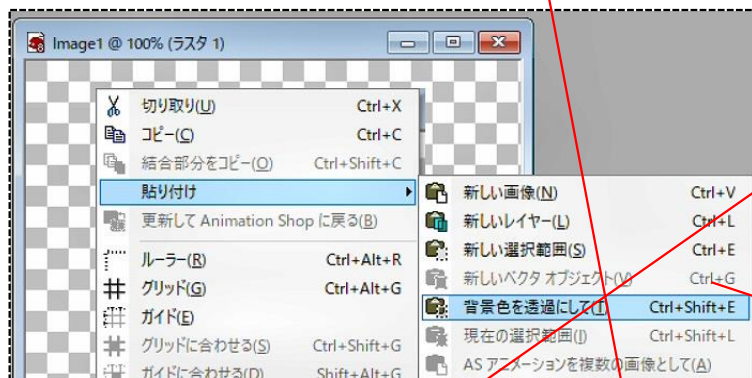 Image1 @ 100% (ラスタ 1)
切り取り(U) Ctrl+X
コピー(C) Ctrl+C
結合部分をコピー(O) Ctrl+Shift+C
貼り付け
更新して Animation Shop に戻る(B)
ルーラー(R) Ctrl+Alt+R
グリッド(G) Ctrl+Alt+G
ガイド(E)
グリッドに合わせる(S) Ctrl+Shift+G
ガイドに合わせる(D) Shift+Alt+G
新しい画像(N) Ctrl+V
新しいレイヤー(L) Ctrl+L
新しい選択範囲(S) Ctrl+E
新しいベクタ オブジェクト(V) Ctrl+G
背景色を透過にして(T) Ctrl+Shift+E
現在の選択範囲(I) Ctrl+Shift+L
AS アニメーションを複数の画像として(A)